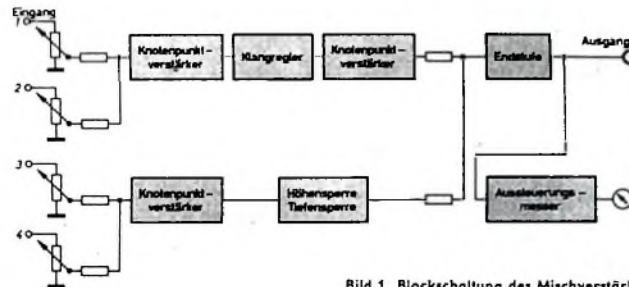 Eingang
1
Knotenpunkt-
verstärker
Klangregler
Knotenpunkt-
verstärker
Endstufe
Ausgang
2
3
Knotenpunkt-
verstärker
Höhensperre
Tiefensperre
Aussteuerungs-
messer
4
Bild 1. Blockschaltung des Mischverstärk